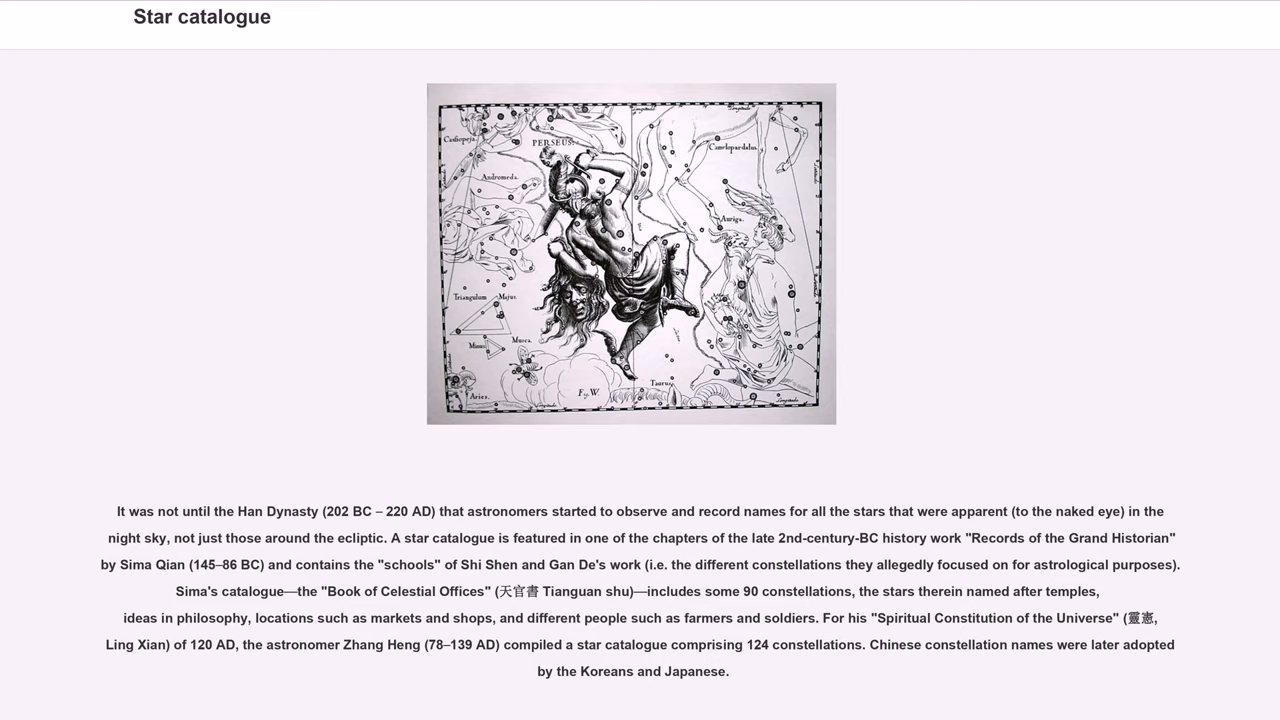 Star catalogue
Cassiopeja.
PERSEUS.
Camelopardalus.
Andromeda.
Auriga.
Triangulum Majus.
Minus
Musca.
Taurus
Aries.
Fig. W.
It was not until the Han Dynasty (202 BC – 220 AD) that astronomers started to observe and record names for all the stars that were apparent (to the naked eye) in the
night sky, not just those around the ecliptic. A star catalogue is featured in one of the chapters of the late 2nd-century-BC history work "Records of the Grand Historian"
by Sima Qian (145–86 BC) and contains the "schools" of Shi Shen and Gan De's work (i.e. the different constellations they allegedly focused on for astrological purposes).
Sima's catalogue—the "Book of Celestial Offices" (天官書 Tianguan shu)—includes some 90 constellations, the stars therein named after temples,
ideas in philosophy, locations such as markets and shops, and different people such as farmers and soldiers. For his "Spiritual Constitution of the Universe" (靈憲,
Ling Xian) of 120 AD, the astronomer Zhang Heng (78–139 AD) compiled a star catalogue comprising 124 constellations. Chinese constellation names were later adopted
by the Koreans and Japanese.